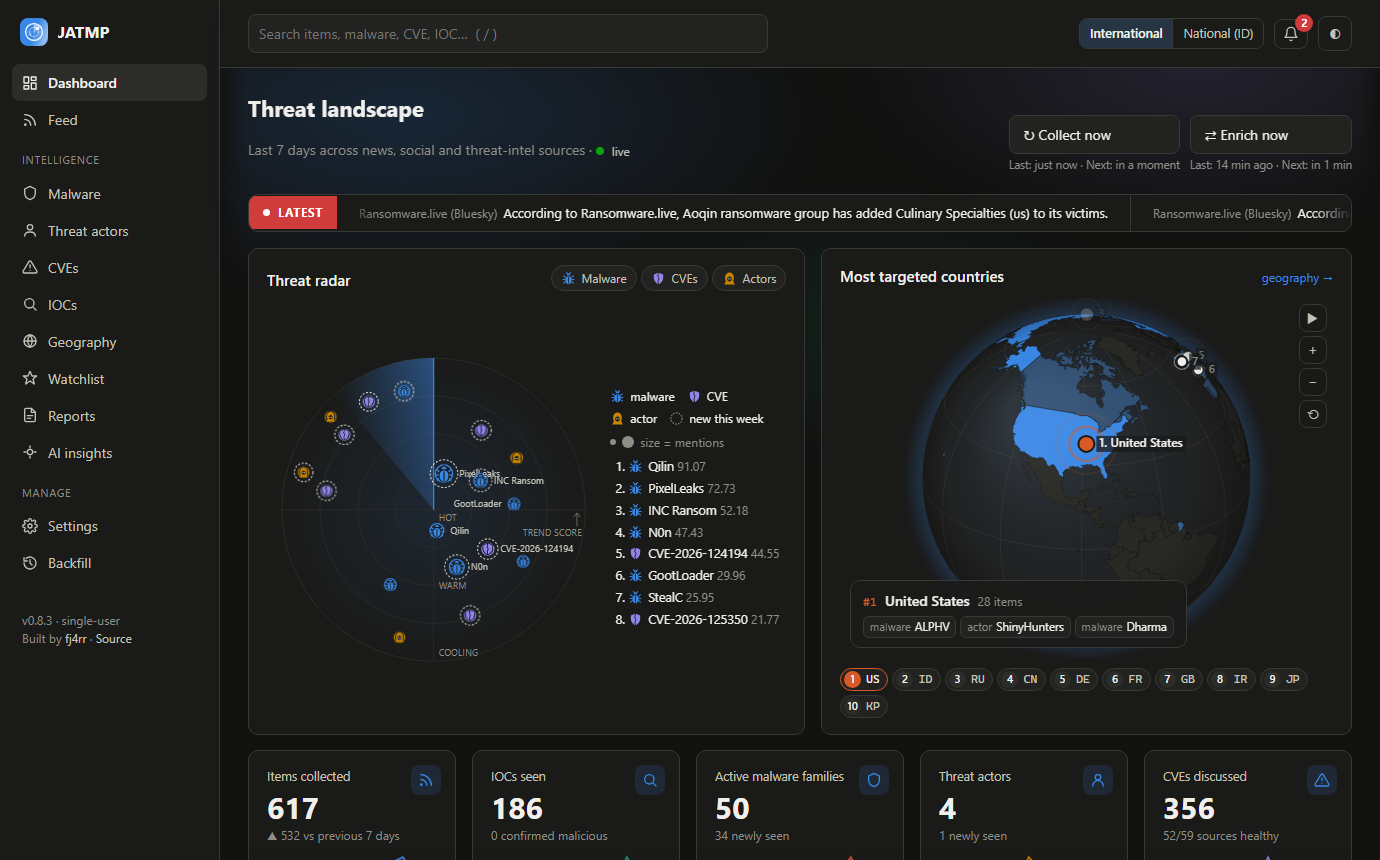 JATMP
Search items, malware, CVE, IOC... ( / )
International
National (ID)
2
Dashboard
Feed
INTELLIGENCE
Malware
Threat actors
CVEs
IOCs
Geography
Watchlist
Reports
AI insights
MANAGE
Settings
Backfill
v0.8.3 · single-user
Built by fj4rr · Source
Threat landscape
Last 7 days across news, social and threat-intel sources · live
↻ Collect now
Last: just now · Next: in a moment
⇄ Enrich now
Last: 14 min ago · Next: in 1 min
LATEST
Ransomware.live (Bluesky) According to Ransomware.live, Aoqin ransomware group has added Culinary Specialties (us) to its victims.
Ransomware.live (Bluesky) Accordin
Threat radar
Malware
CVEs
Actors
PixelLeaks
INC Ransom
GootLoader
HOT
Qilin
TREND SCORE
CVE-2026-124194
N0n
WARM
COOLING
malware
CVE
actor
new this week
size = mentions
1. Qilin 91.07
2. PixelLeaks 72.73
3. INC Ransom 52.18
4. N0n 47.43
5. CVE-2026-124194 44.55
6. GootLoader 29.96
7. StealC 25.95
8. CVE-2026-125350 21.77
Most targeted countries
geography →
3
5
7
6
+
−
1. United States
#1 United States 28 items
malware ALPHV
actor ShinyHunters
malware Dharma
1 US
2 ID
3 RU
4 CN
5 DE
6 FR
7 GB
8 IR
9 JP
10 KP
Items collected
617
▲ 532 vs previous 7 days
IOCs seen
186
0 confirmed malicious
Active malware families
50
34 newly seen
Threat actors
4
1 newly seen
CVEs discussed
356
52/59 sources healthy